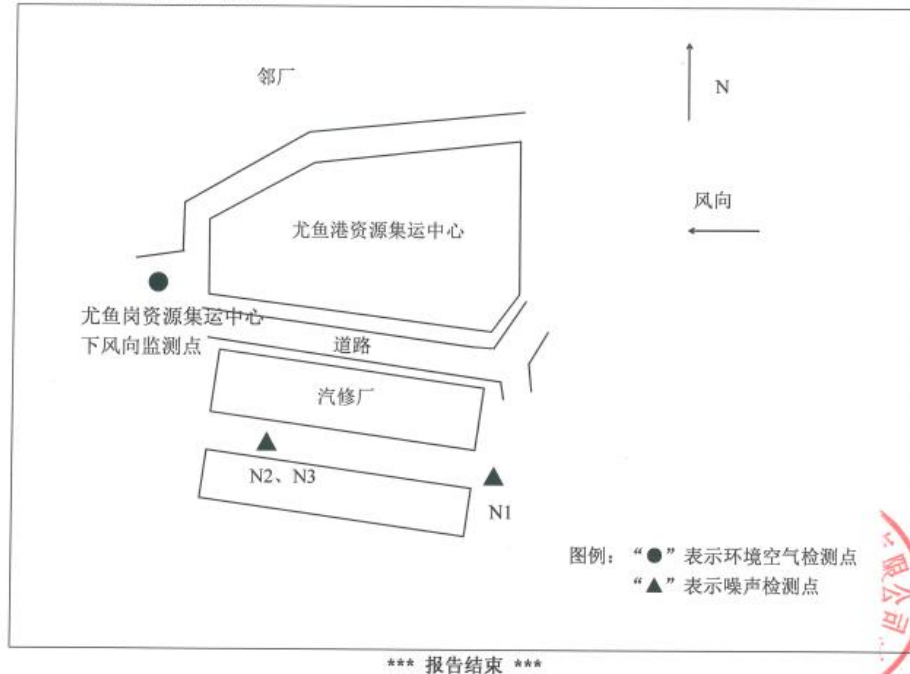 邻厂
N
风向
尤鱼港资源集运中心
尤鱼岗资源集运中心
下风向监测点
道路
汽修厂
N2、N3
N1
图例：“●”表示环境空气检测点
“▲”表示噪声检测点
限公司
*** 报告结束 ***